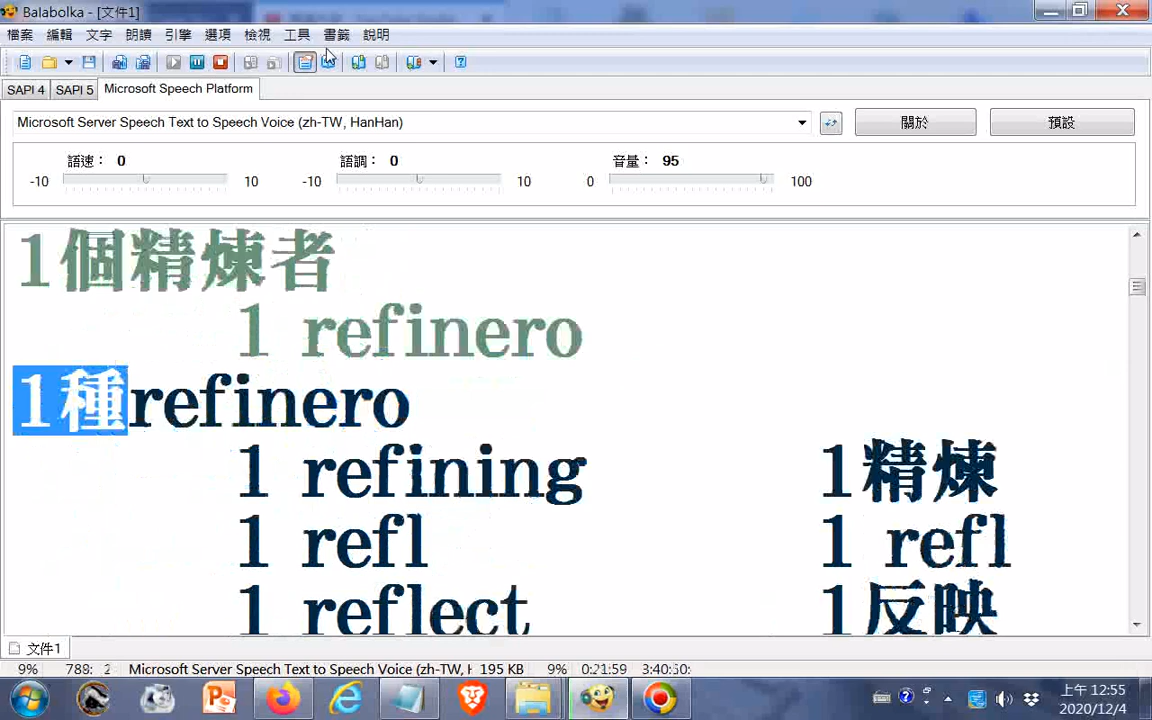 Balabolka - [文件1]
檔案 編輯 文字 朗讀 引擎 選項 檢視 工具 書籤 說明
SAPI 4 SAPI 5 Microsoft Speech Platform
Microsoft Server Speech Text to Speech Voice (zh-TW, HanHan) 關於 預設
語速： 0 語調： 0 音量： 95
-10 10 -10 10 0 100
1個精煉者
1 refinero
1種refinero
1 refining 1精煉
1 refl 1 refl
1 reflect 1反映
文件1
9% 788: 2 Microsoft Server Speech Text to Speech Voice (zh-TW, 195 KB 9% 0:21:59 3:40:50
上午 12:55
2020/12/4